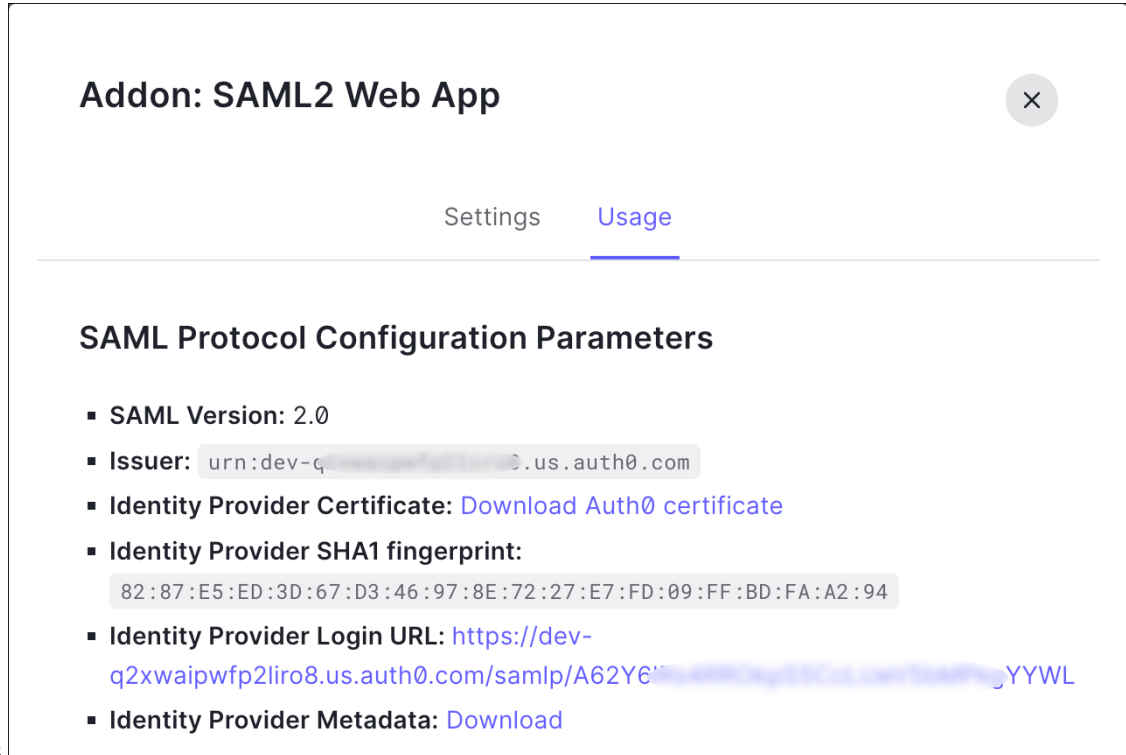 Addon: SAML2 Web App
Settings Usage
SAML Protocol Configuration Parameters
SAML Version: 2.0
Issuer: urn:dev-q .us.auth0.com
Identity Provider Certificate: Download Auth0 certificate
Identity Provider SHA1 fingerprint:
82:87:E5:ED:3D:67:D3:46:97:8E:72:27:E7:FD:09:FF:BD:FA:A2:94
Identity Provider Login URL: https://dev-
q2xwaipwfp2liro8.us.auth0.com/samlp/A62Y6 YYWL
Identity Provider Metadata: Download